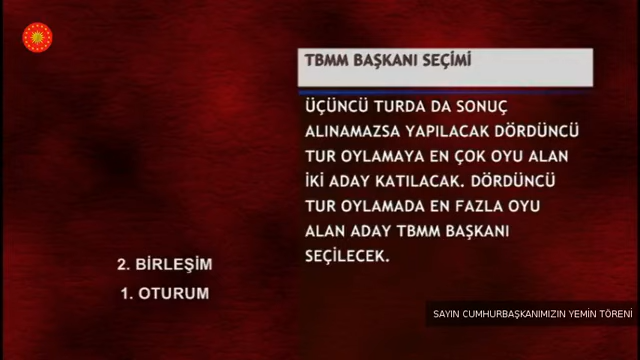 TBMM BAŞKANI SEÇİMİ
ÜÇÜNCÜ TURDA DA SONUÇ
ALINAMAZSA YAPILACAK DÖRDÜNCÜ
TUR OYLAMAYA EN ÇOK OYU ALAN
İKİ ADAY KATILACAK. DÖRDÜNCÜ
TUR OYLAMADA EN FAZLA OYU
ALAN ADAY TBMM BAŞKANI
SEÇİLECEK.
2. BİRLEŞİM
1. OTURUM
SAYIN CUMHURBAŞKANIMIZIN YEMİN TÖRENİ